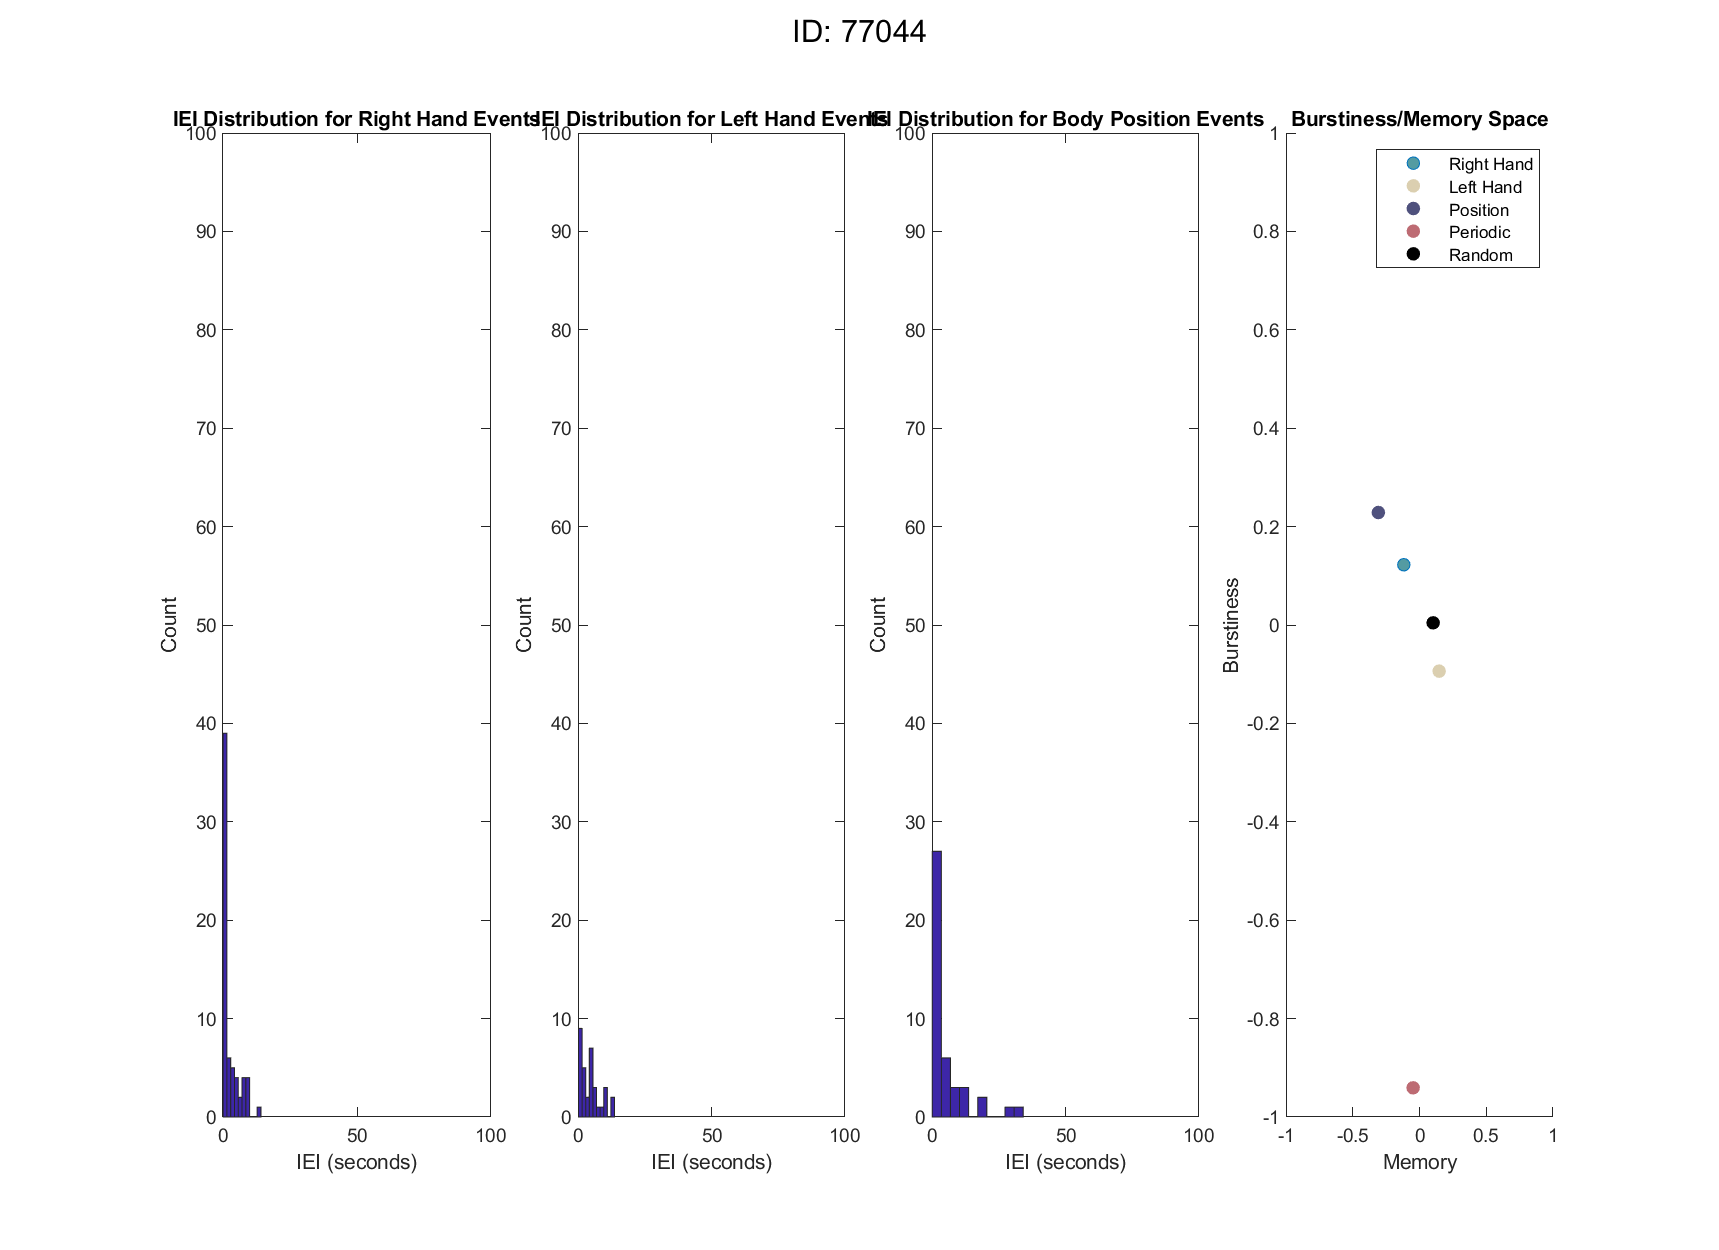 ID: 77044
IEI Distribution for Right Hand Events
100
90
80
70
60
50
40
30
20
10
0
Count
0 50 100
IEI (seconds)
IEI Distribution for Left Hand Events
100
90
80
70
60
50
40
30
20
10
0
Count
0 50 100
IEI (seconds)
IEI Distribution for Body Position Events
100
90
80
70
60
50
40
30
20
10
0
Count
0 50 100
IEI (seconds)
Burstiness/Memory Space
1
0.8
0.6
0.4
0.2
0
-0.2
-0.4
-0.6
-0.8
-1
Burstiness
Right Hand
Left Hand
Position
Periodic
Random
-1 -0.5 0 0.5 1
Memory